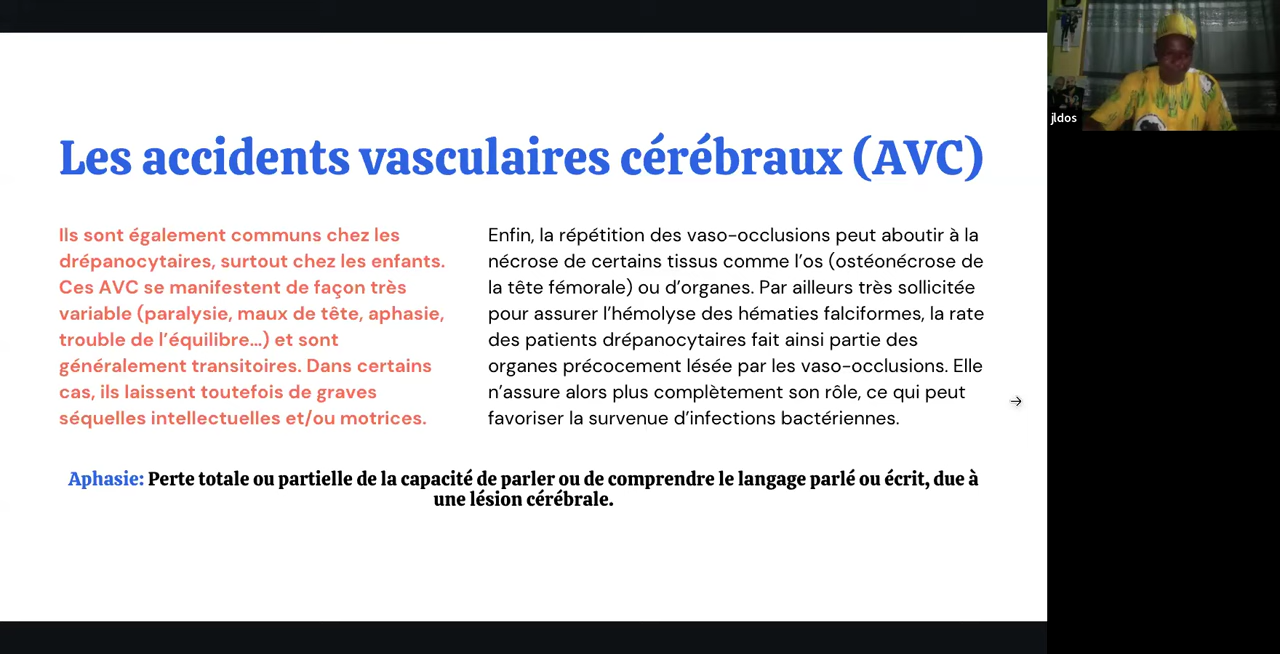 Les accidents vasculaires cérébraux (AVC)
Ils sont également communs chez les
drépanocytaires, surtout chez les enfants.
Ces AVC se manifestent de façon très
variable (paralysie, maux de tête, aphasie,
trouble de l’équilibre…) et sont
généralement transitoires. Dans certains
cas, ils laissent toutefois de graves
séquelles intellectuelles et/ou motrices.
Enfin, la répétition des vaso-occlusions peut aboutir à la
nécrose de certains tissus comme l’os (ostéonécrose de
la tête fémorale) ou d’organes. Par ailleurs très sollicitée
pour assurer l’hémolyse des hématies falciformes, la rate
des patients drépanocytaires fait ainsi partie des
organes précocement lésée par les vaso-occlusions. Elle
n’assure alors plus complètement son rôle, ce qui peut
favoriser la survenue d’infections bactériennes.
Aphasie: Perte totale ou partielle de la capacité de parler ou de comprendre le langage parlé ou écrit, due à
une lésion cérébrale.
jldos